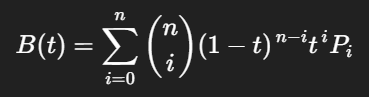 B(t) = \sum_{i=0}^{n} \binom{n}{i} (1 - t)^{n-i} t^i P_i